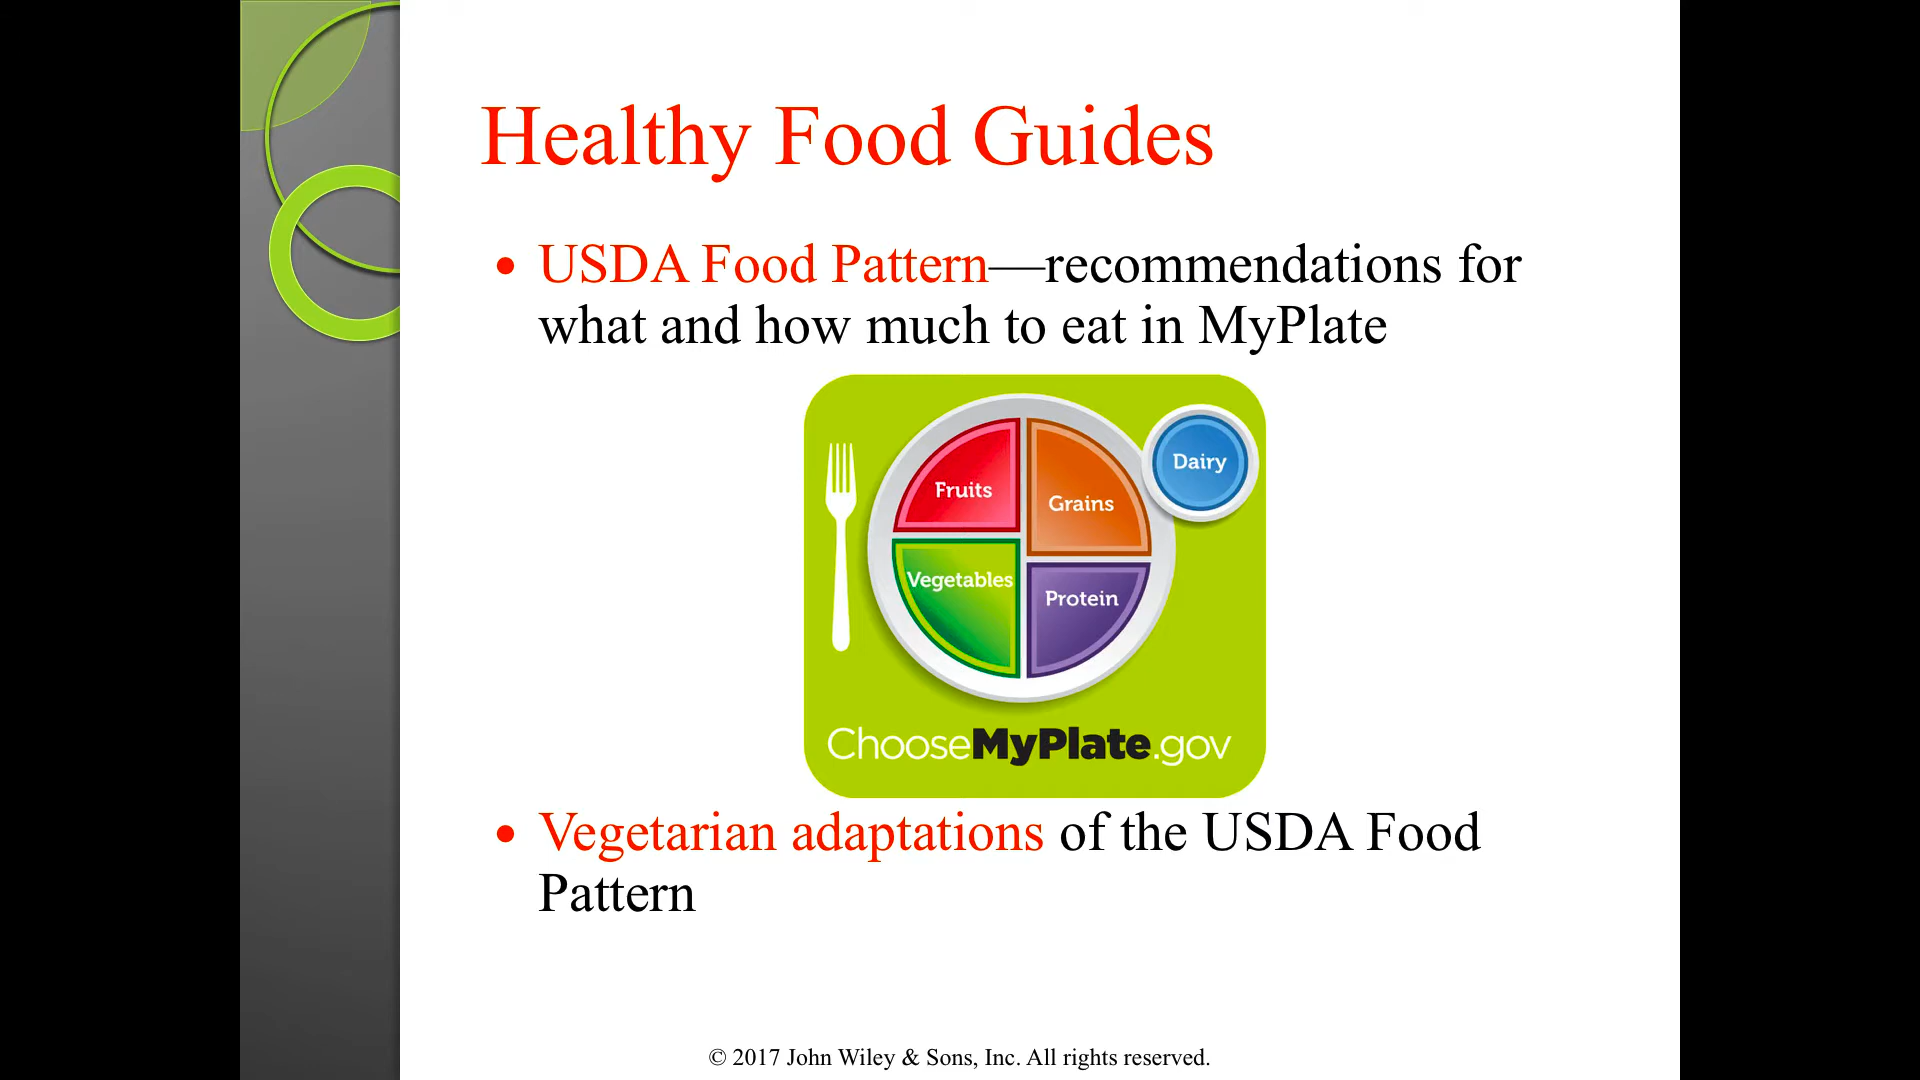 Healthy Food Guides
• USDA Food Pattern—recommendations for
what and how much to eat in MyPlate
Fruits
Grains
Dairy
Vegetables
Protein
ChooseMyPlate.gov
• Vegetarian adaptations of the USDA Food
Pattern
© 2017 John Wiley & Sons, Inc. All rights reserved.